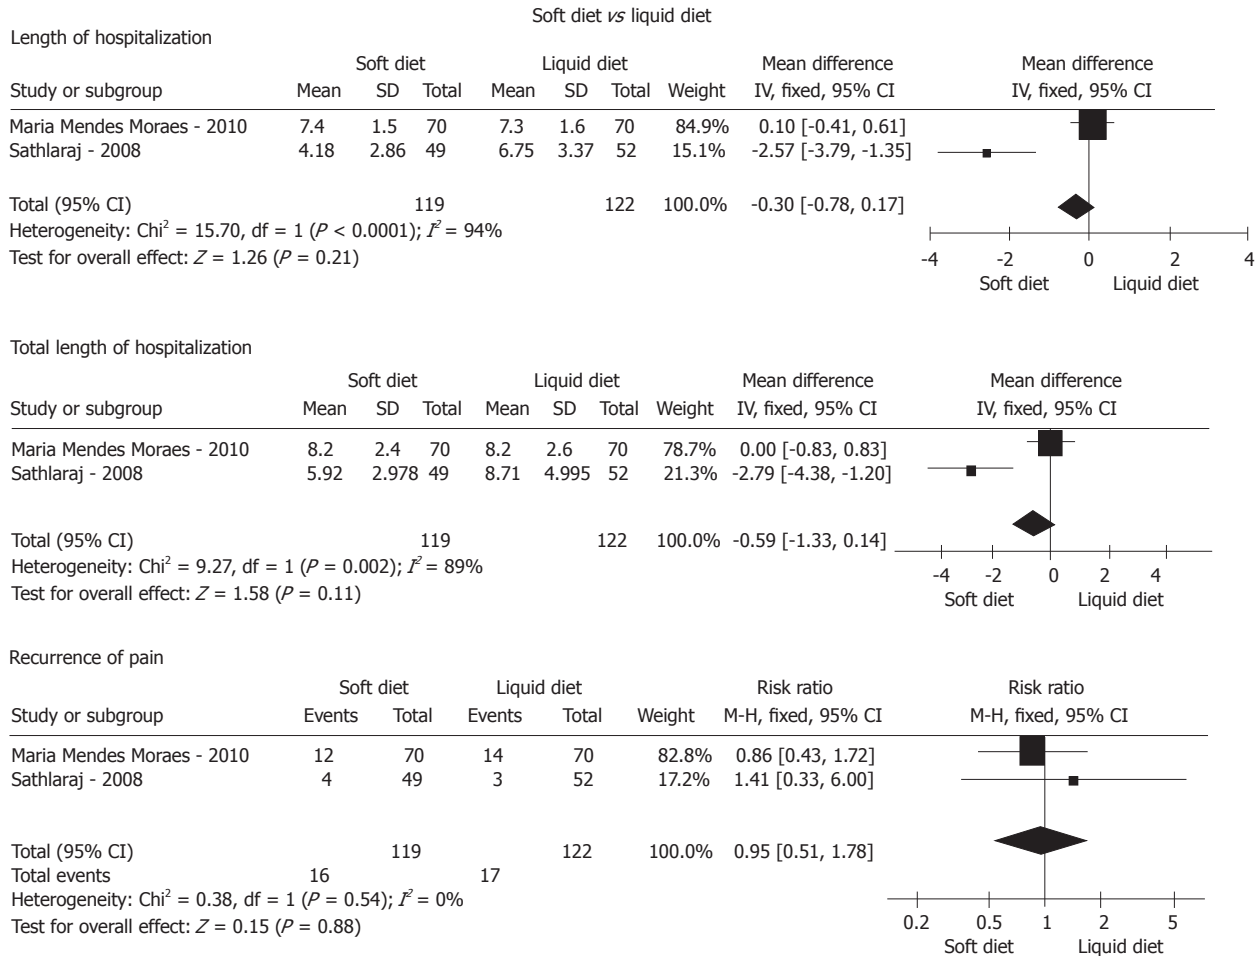 Soft diet vs liquid diet
Length of hospitalization
Soft diet Liquid diet Mean difference Mean difference
Study or subgroup Mean SD Total Mean SD Total Weight IV, fixed, 95% CI IV, fixed, 95% CI
Maria Mendes Moraes - 2010 7.4 1.5 70 7.3 1.6 70 84.9% 0.10 [-0.41, 0.61]
Sathlaraj - 2008 4.18 2.86 49 6.75 3.37 52 15.1% -2.57 [-3.79, -1.35]
Total (95% CI) 119 122 100.0% -0.30 [-0.78, 0.17]
Heterogeneity: Chi² = 15.70, df = 1 (P < 0.0001); I² = 94%
Test for overall effect: Z = 1.26 (P = 0.21)
-4 -2 0 2 4
Soft diet Liquid diet
Total length of hospitalization
Soft diet Liquid diet Mean difference Mean difference
Study or subgroup Mean SD Total Mean SD Total Weight IV, fixed, 95% CI IV, fixed, 95% CI
Maria Mendes Moraes - 2010 8.2 2.4 70 8.2 2.6 70 78.7% 0.00 [-0.83, 0.83]
Sathlaraj - 2008 5.92 2.978 49 8.71 4.995 52 21.3% -2.79 [-4.38, -1.20]
Total (95% CI) 119 122 100.0% -0.59 [-1.33, 0.14]
Heterogeneity: Chi² = 9.27, df = 1 (P = 0.002); I² = 89%
Test for overall effect: Z = 1.58 (P = 0.11)
-4 -2 0 2 4
Soft diet Liquid diet
Recurrence of pain
Soft diet Liquid diet Risk ratio Risk ratio
Study or subgroup Events Total Events Total Weight M-H, fixed, 95% CI M-H, fixed, 95% CI
Maria Mendes Moraes - 2010 12 70 14 70 82.8% 0.86 [0.43, 1.72]
Sathlaraj - 2008 4 49 3 52 17.2% 1.41 [0.33, 6.00]
Total (95% CI) 119 122 100.0% 0.95 [0.51, 1.78]
Total events 16 17
Heterogeneity: Chi² = 0.38, df = 1 (P = 0.54); I² = 0%
Test for overall effect: Z = 0.15 (P = 0.88)
0.2 0.5 1 2 5
Soft diet Liquid diet